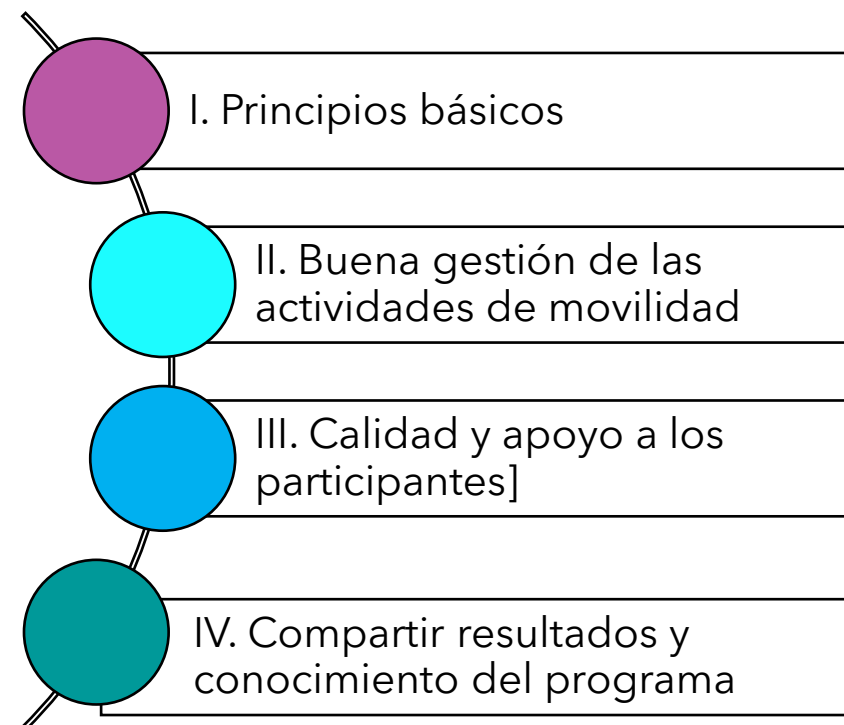 I. Principios básicos
II. Buena gestión de las
actividades de movilidad
III. Calidad y apoyo a los
participantes]
IV. Compartir resultados y
conocimiento del programa